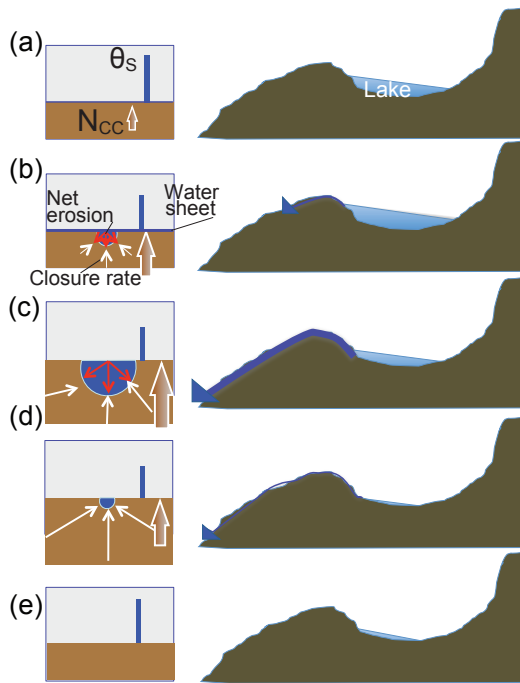 (a)
θS
NCC
Lake
(b)
Net
erosion
Water
sheet
Closure rate
(c)
(d)
(e)